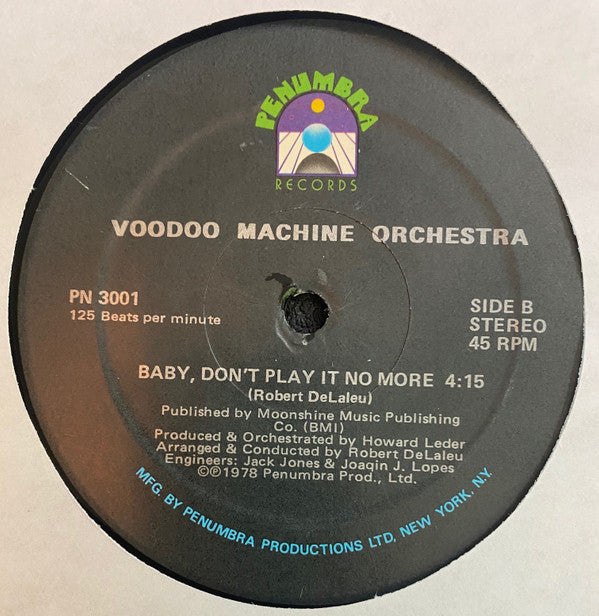 PENUMBRA
RECORDS
VOODOO MACHINE ORCHESTRA
PN 3001
125 Beats per minute
SIDE B
STEREO
45 RPM
BABY, DON'T PLAY IT NO MORE 4:15
(Robert DeLaleu)
Published by Moonshine Music Publishing
Co. (BMI)
Produced & Orchestrated by Howard Leder
Arranged & Conducted by Robert DeLaleu
Engineers: Jack Jones & Joaqin J. Lopes
©℗1978 Penumbra Prod., Ltd.
MFG. BY PENUMBRA PRODUCTIONS LTD, NEW YORK, N.Y.